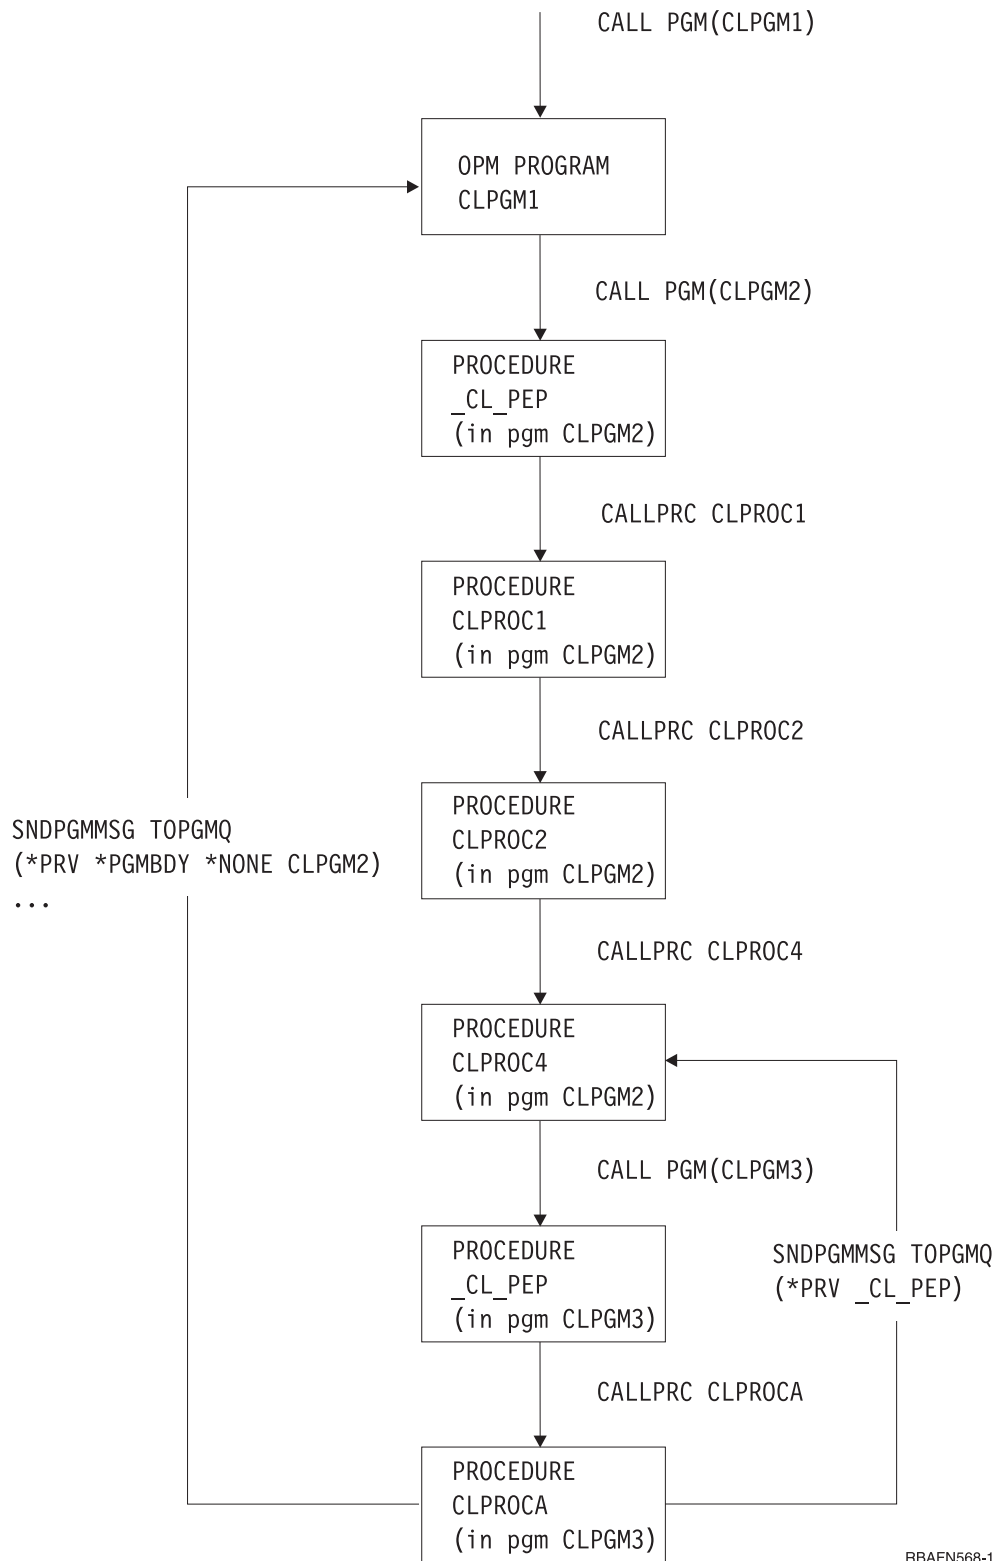 CALL PGM(CLPGM1)
OPM PROGRAM
CLPGM1
CALL PGM(CLPGM2)
PROCEDURE
_CL_PEP
(in pgm CLPGM2)
CALLPRC CLPROC1
PROCEDURE
CLPROC1
(in pgm CLPGM2)
CALLPRC CLPROC2
PROCEDURE
CLPROC2
(in pgm CLPGM2)
SNDPGMMSG TOPGMQ
(*PRV *PGMBDY *NONE CLPGM2)
...
CALLPRC CLPROC4
PROCEDURE
CLPROC4
(in pgm CLPGM2)
CALL PGM(CLPGM3)
PROCEDURE
_CL_PEP
(in pgm CLPGM3)
SNDPGMMSG TOPGMQ
(*PRV _CL_PEP)
CALLPRC CLPROCA
PROCEDURE
CLPROCA
(in pgm CLPGM3)
RBAFN568-1